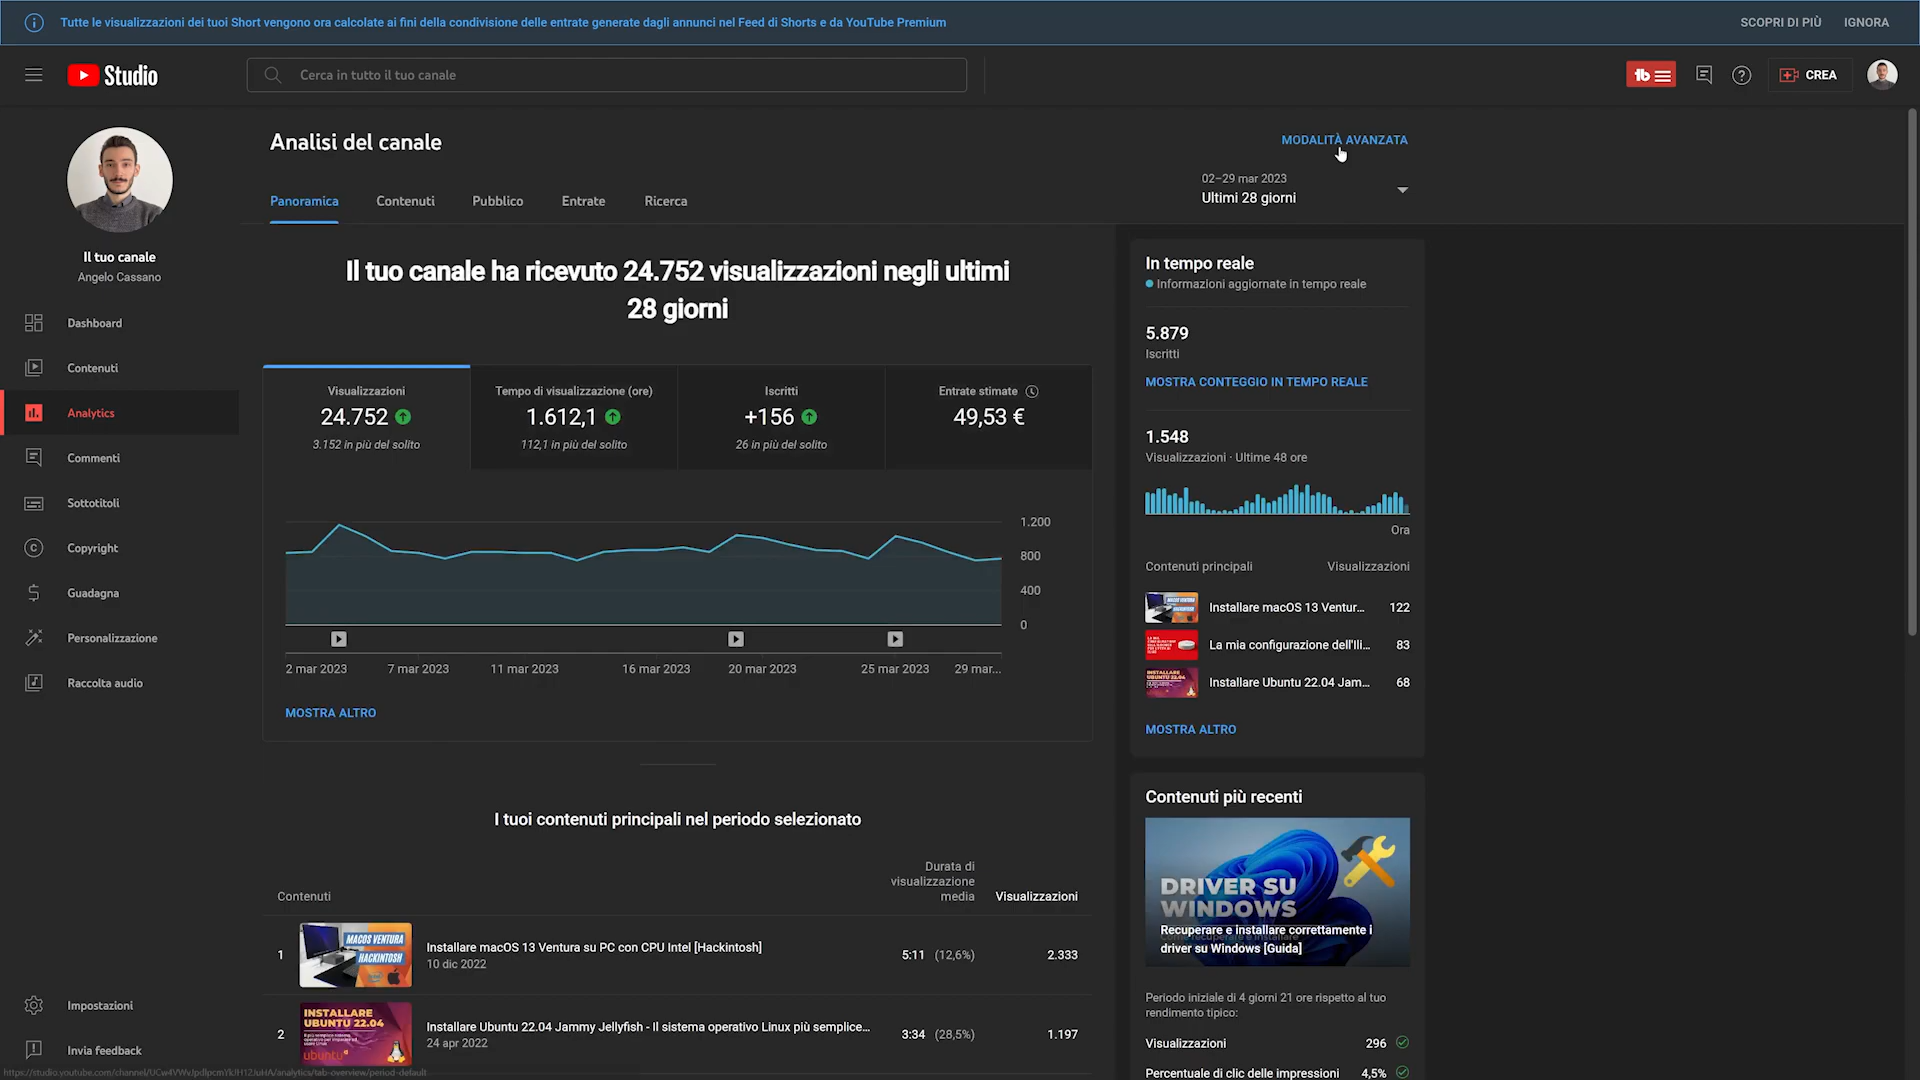 Tutte le visualizzazioni dei tuoi Short vengono ora calcolate ai fini della condivisione delle entrate generate dagli annunci nel Feed di Shorts e da YouTube Premium
SCOPRI DI PIÙ
IGNORA
Studio
Cerca in tutto il tuo canale
CREA
Il tuo canale
Angelo Cassano
Dashboard
Contenuti
Analytics
Commenti
Sottotitoli
Copyright
Guadagna
Personalizzazione
Raccolta audio
Impostazioni
Invia feedback
Analisi del canale
MODALITÀ AVANZATA
02–29 mar 2023
Ultimi 28 giorni
Panoramica
Contenuti
Pubblico
Entrate
Ricerca
Il tuo canale ha ricevuto 24.752 visualizzazioni negli ultimi
28 giorni
Visualizzazioni
24.752
3.152 in più del solito
Tempo di visualizzazione (ore)
1.612,1
112,1 in più del solito
Iscritti
+156
26 in più del solito
Entrate stimate
49,53 €
1.200
800
400
0
2 mar 2023
7 mar 2023
11 mar 2023
16 mar 2023
20 mar 2023
25 mar 2023
29 mar...
MOSTRA ALTRO
I tuoi contenuti principali nel periodo selezionato
Contenuti
Durata di
visualizzazione
media
Visualizzazioni
1
MACOS VENTURA
HACKINTOSH
Installare macOS 13 Ventura su PC con CPU Intel [Hackintosh]
10 dic 2022
5:11 (12,6%)
2.333
2
INSTALLARE
UBUNTU 22.04
ubuntu
Installare Ubuntu 22.04 Jammy Jellyfish - Il sistema operativo Linux più semplice...
24 apr 2022
3:34 (28,5%)
1.197
In tempo reale
Informazioni aggiornate in tempo reale
5.879
Iscritti
MOSTRA CONTEGGIO IN TEMPO REALE
1.548
Visualizzazioni · Ultime 48 ore
Ora
Contenuti principali
Visualizzazioni
Installare macOS 13 Ventur...
122
La mia configurazione dell'Ili...
83
Installare Ubuntu 22.04 Jam...
68
MOSTRA ALTRO
Contenuti più recenti
DRIVER SU
WINDOWS
Recuperare e installare correttamente i
driver su Windows [Guida]
Periodo iniziale di 4 giorni 21 ore rispetto al tuo
rendimento tipico:
Visualizzazioni
296
Percentuale di clic delle impressioni
4,5%